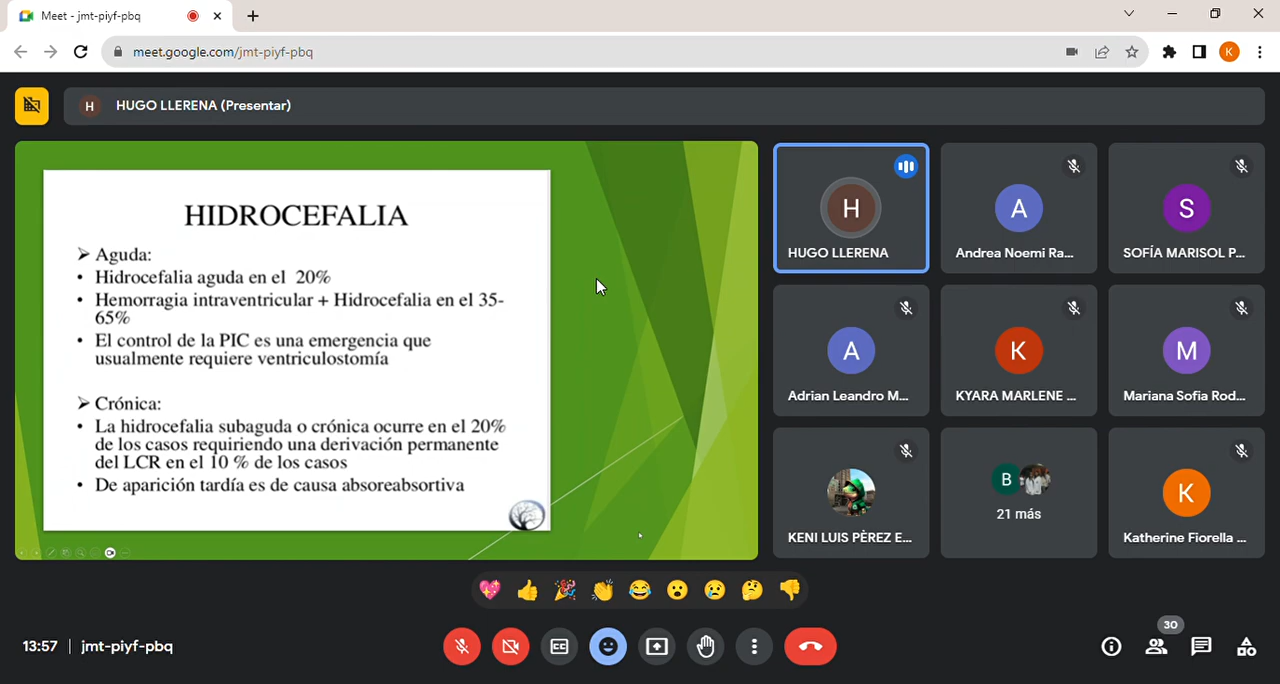 Meet - jmt-piyf-pbq
meet.google.com/jmt-piyf-pbq
K
H
HUGO LLERENA (Presentar)
HIDROCEFALIA
➢ Aguda:
• Hidrocefalia aguda en el 20%
• Hemorragia intraventricular + Hidrocefalia en el 35-
65%
• El control de la PIC es una emergencia que
usualmente requiere ventriculostomía
➢ Crónica:
• La hidrocefalia subaguda o crónica ocurre en el 20%
de los casos requiriendo una derivación permanente
del LCR en el 10 % de los casos
• De aparición tardía es de causa absoreabsortiva
H
HUGO LLERENA
A
Andrea Noemi Ra...
S
SOFÍA MARISOL P...
A
Adrian Leandro M...
K
KYARA MARLENE ...
M
Mariana Sofia Rod...
KENI LUIS PÈREZ E...
B
21 más
K
Katherine Fiorella ...
13:57 | jmt-piyf-pbq
CC
30